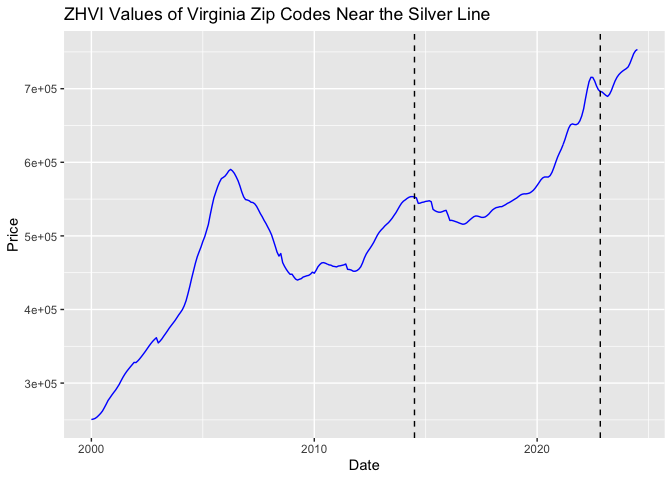 ZHVI Values of Virginia Zip Codes Near the Silver Line
Price
7e+05
6e+05
5e+05
4e+05
3e+05
2000
2010
2020
Date